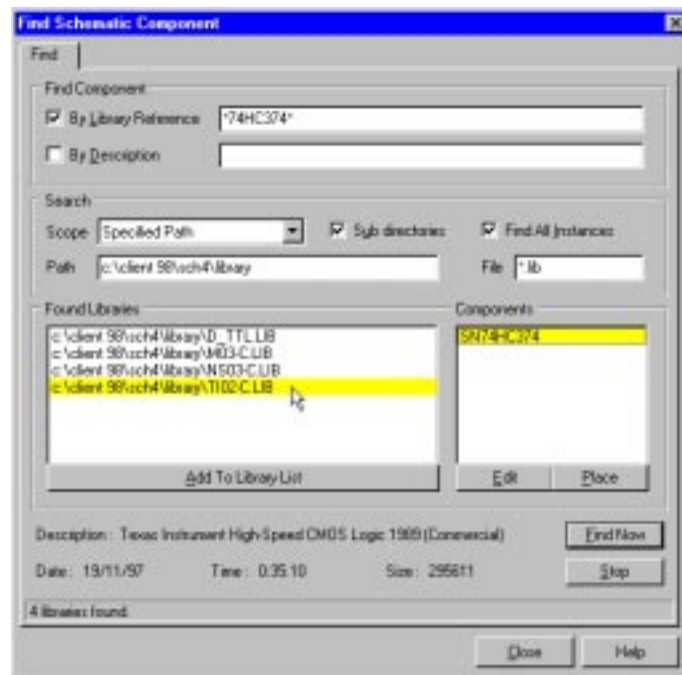 Find Schematic Component
Find
Find Component
By Library Reference *74HC374*
By Description
Search
Scope Specified Path Sub directories Find All Instances
Path c:\client 98\sch4\library File *.lib
Found Libraries Components
c:\client 98\sch4\library\D_TTL.LIB SN74HC374
c:\client 98\sch4\library\MO3-C.LIB
c:\client 98\sch4\library\NS03-C.LIB
c:\client 98\sch4\library\TI02-C.LIB
Add To Library List Edit Place
Description : Texas Instrument High-Speed CMOS Logic 1989 (Commercial) Find Now
Date : 19/11/97 Time : 0:35:10 Size : 295611 Stop
4 libraries found.
Close Help